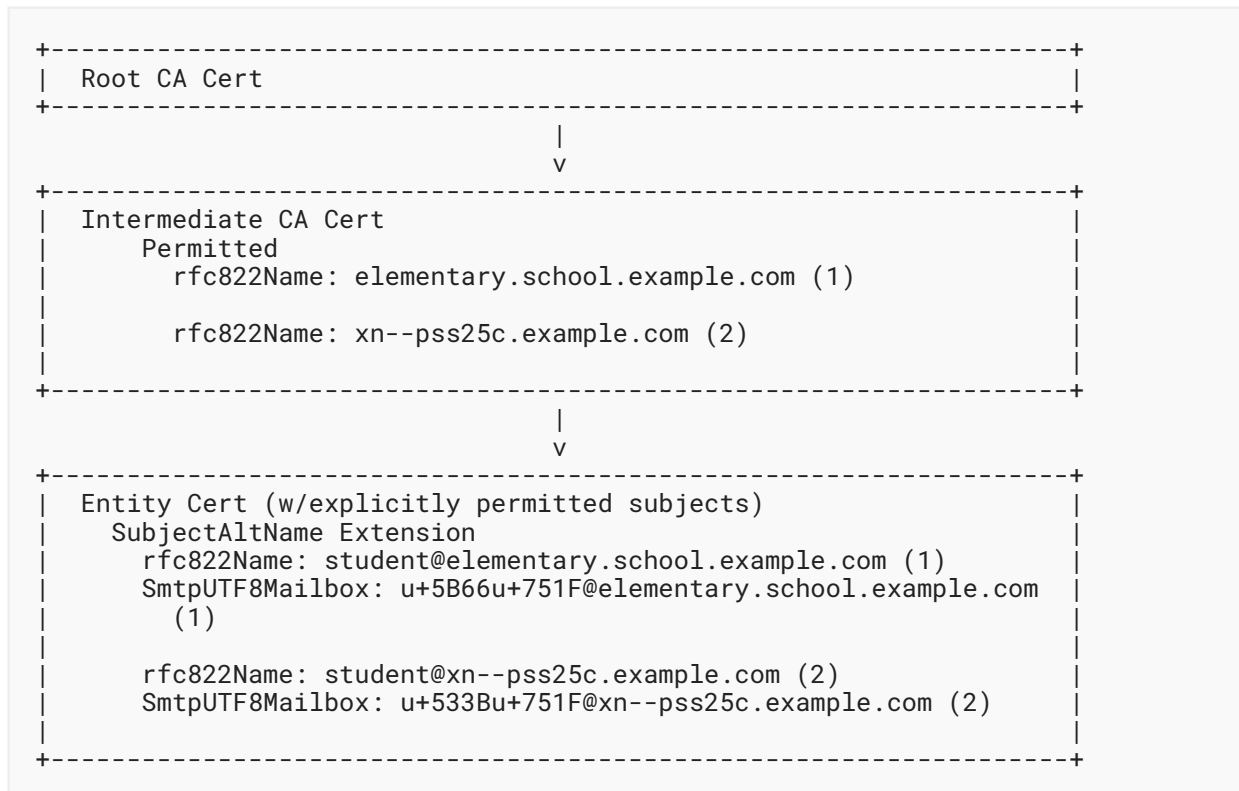 +-------------------------------------------------------------------+
|  Root CA Cert                                                     |
+-------------------------------------------------------------------+
                                  |
                                  v
+-------------------------------------------------------------------+
|  Intermediate CA Cert                                             |
|      Permitted                                                    |
|        rfc822Name: elementary.school.example.com (1)              |
|                                                                   |
|        rfc822Name: xn--pss25c.example.com (2)                     |
|                                                                   |
+-------------------------------------------------------------------+
                                  |
                                  v
+-------------------------------------------------------------------+
|  Entity Cert (w/explicitly permitted subjects)                    |
|    SubjectAltName Extension                                       |
|      rfc822Name: student@elementary.school.example.com (1)        |
|      SmtpUTF8Mailbox: u+5B66u+751F@elementary.school.example.com  |
|        (1)                                                        |
|                                                                   |
|      rfc822Name: student@xn--pss25c.example.com (2)               |
|      SmtpUTF8Mailbox: u+533Bu+751F@xn--pss25c.example.com (2)     |
|                                                                   |
+-------------------------------------------------------------------+